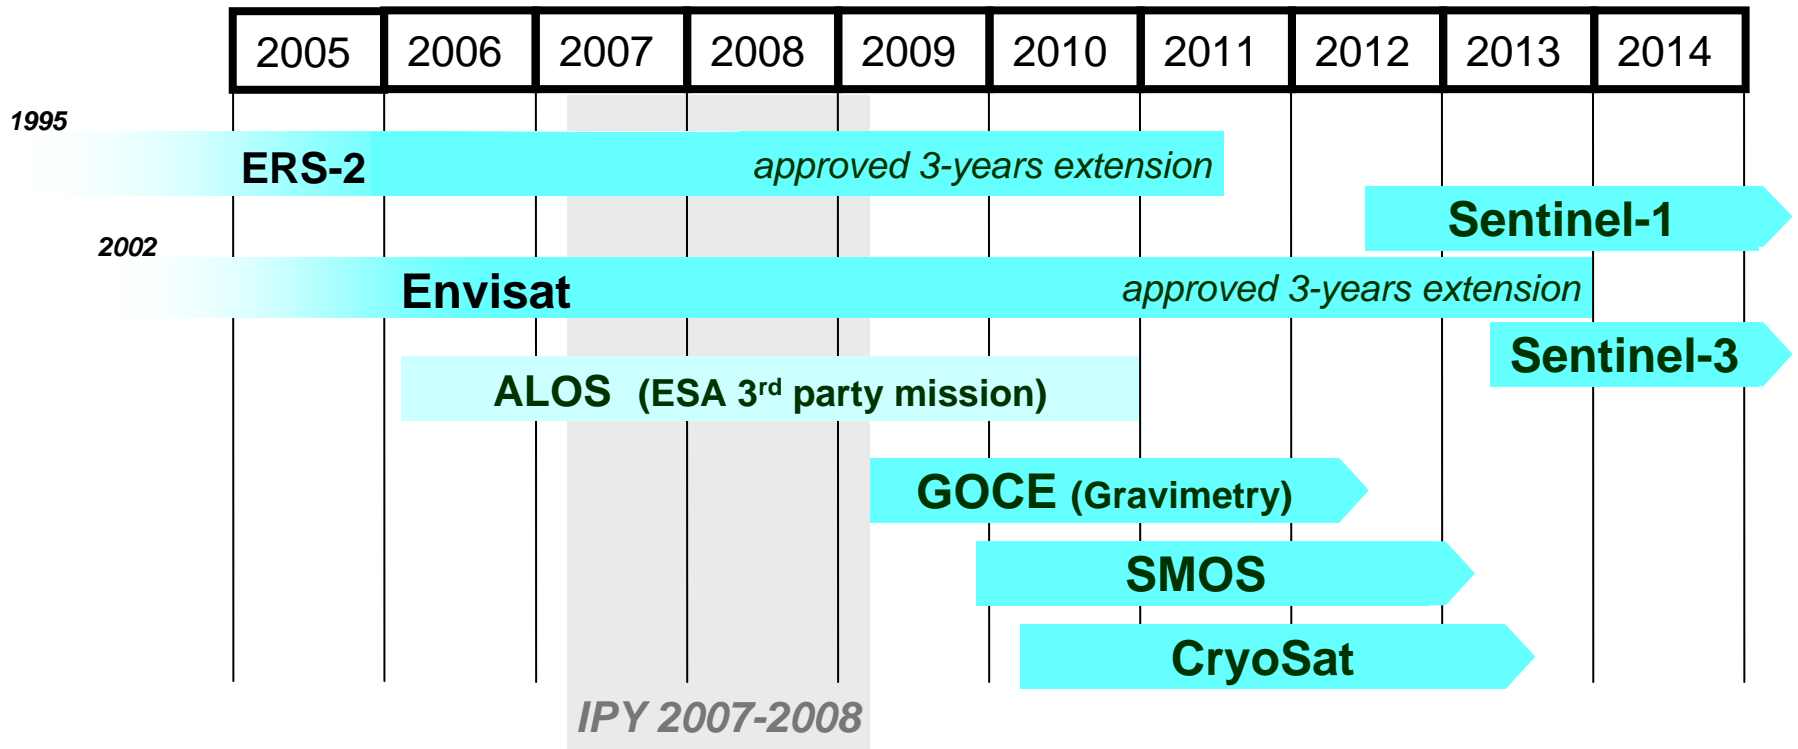 2005 2006 2007 2008 2009 2010 2011 2012 2013 2014
1995
ERS-2 approved 3-years extension
Sentinel-1
2002
Envisat approved 3-years extension
Sentinel-3
ALOS (ESA 3rd party mission)
GOCE (Gravimetry)
SMOS
CryoSat
IPY 2007-2008